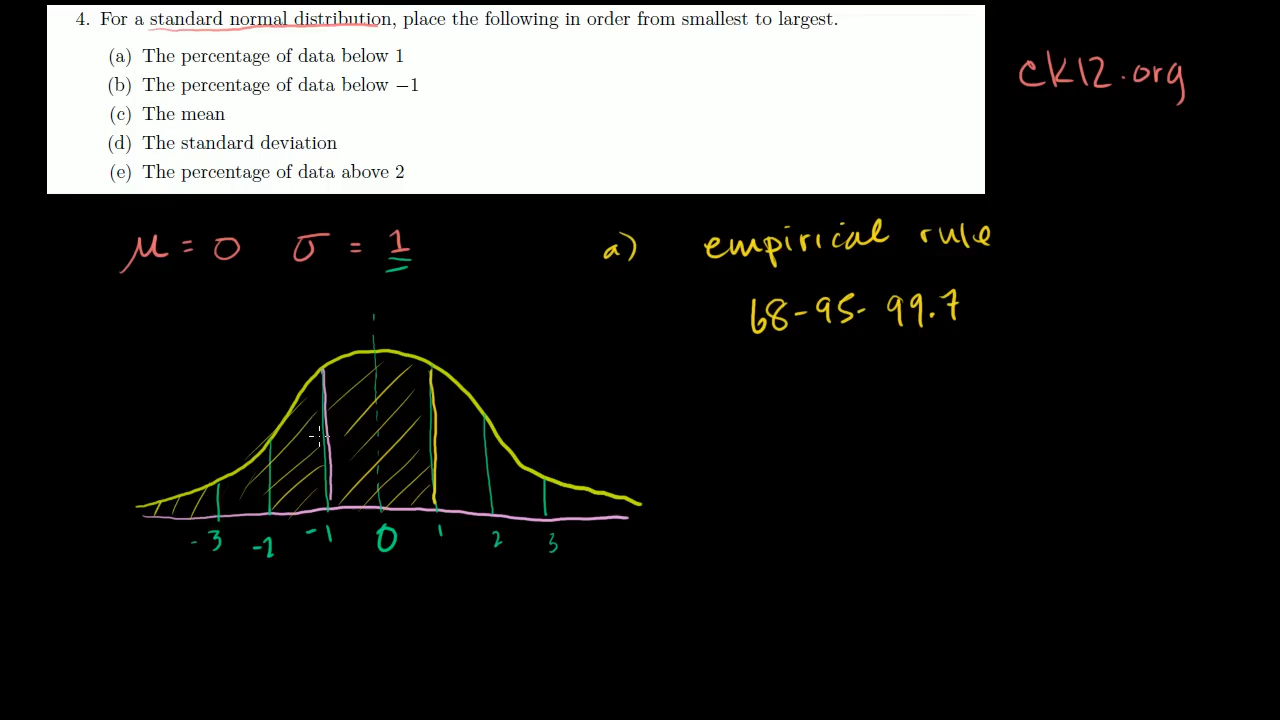 4. For a standard normal distribution, place the following in order from smallest to largest.
(a) The percentage of data below 1
(b) The percentage of data below −1
(c) The mean
(d) The standard deviation
(e) The percentage of data above 2
ck12.org
μ = 0 σ = 1
a) empirical rule
68-95-99.7
-3 -2 -1 0 1 2 3